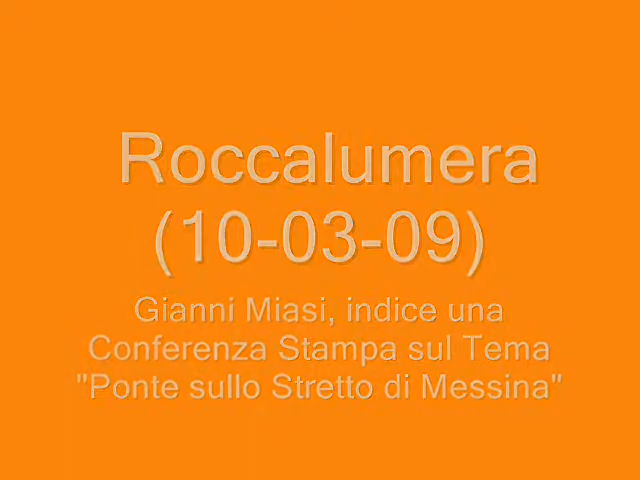 Roccalumera
(10-03-09)
Gianni Miasi, indice una
Conferenza Stampa sul Tema
"Ponte sullo Stretto di Messina"